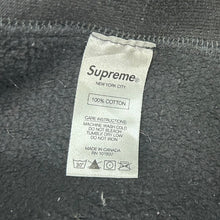 Supreme®
NEW YORK CITY
100% COTTON
CARE INSTRUCTIONS
MACHINE WASH COLD
DO NOT BLEACH
TUMBLE DRY LOW
DO NOT IRON
MADE IN CANADA